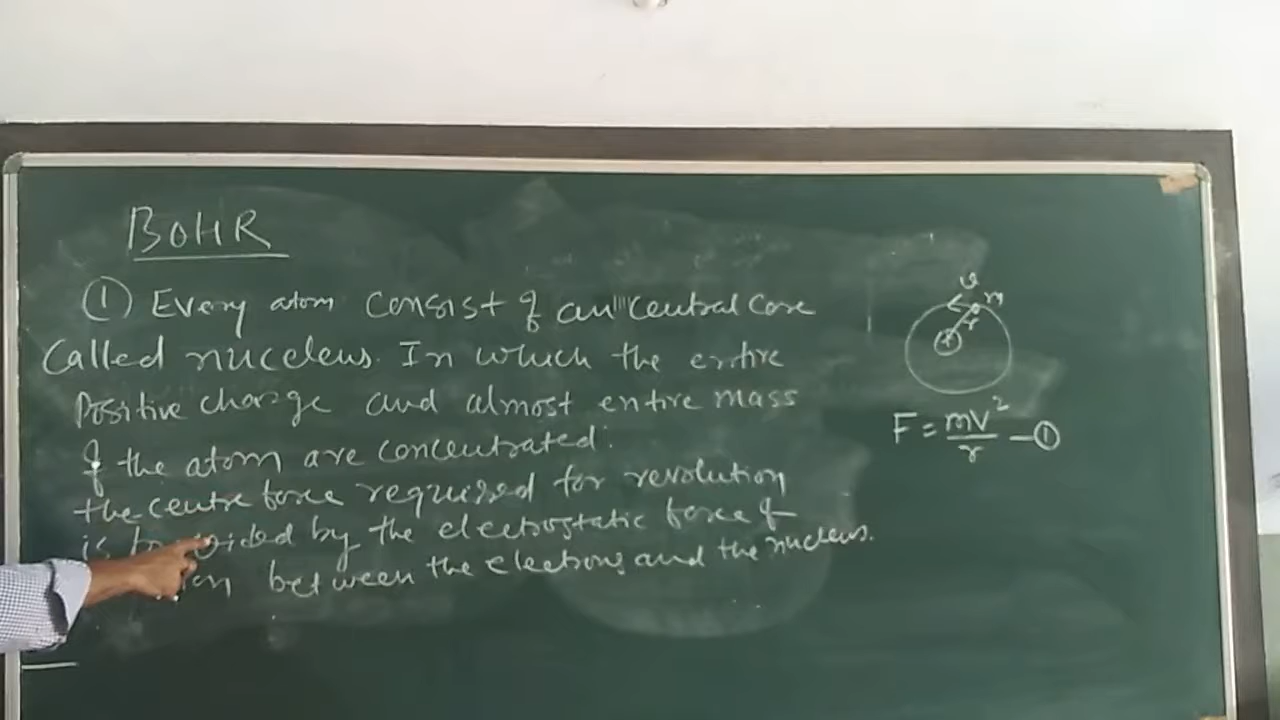 BOHR
① Every atom consist of an central core
Called nuceleus. In which the entire
Positive charge and almost entire mass
of the atom are concentrated.
the centre force required for revolution
is by the electrostatic force of
between the electrons and the nucleus.
v
m
r
+
F = mv²/r — ①